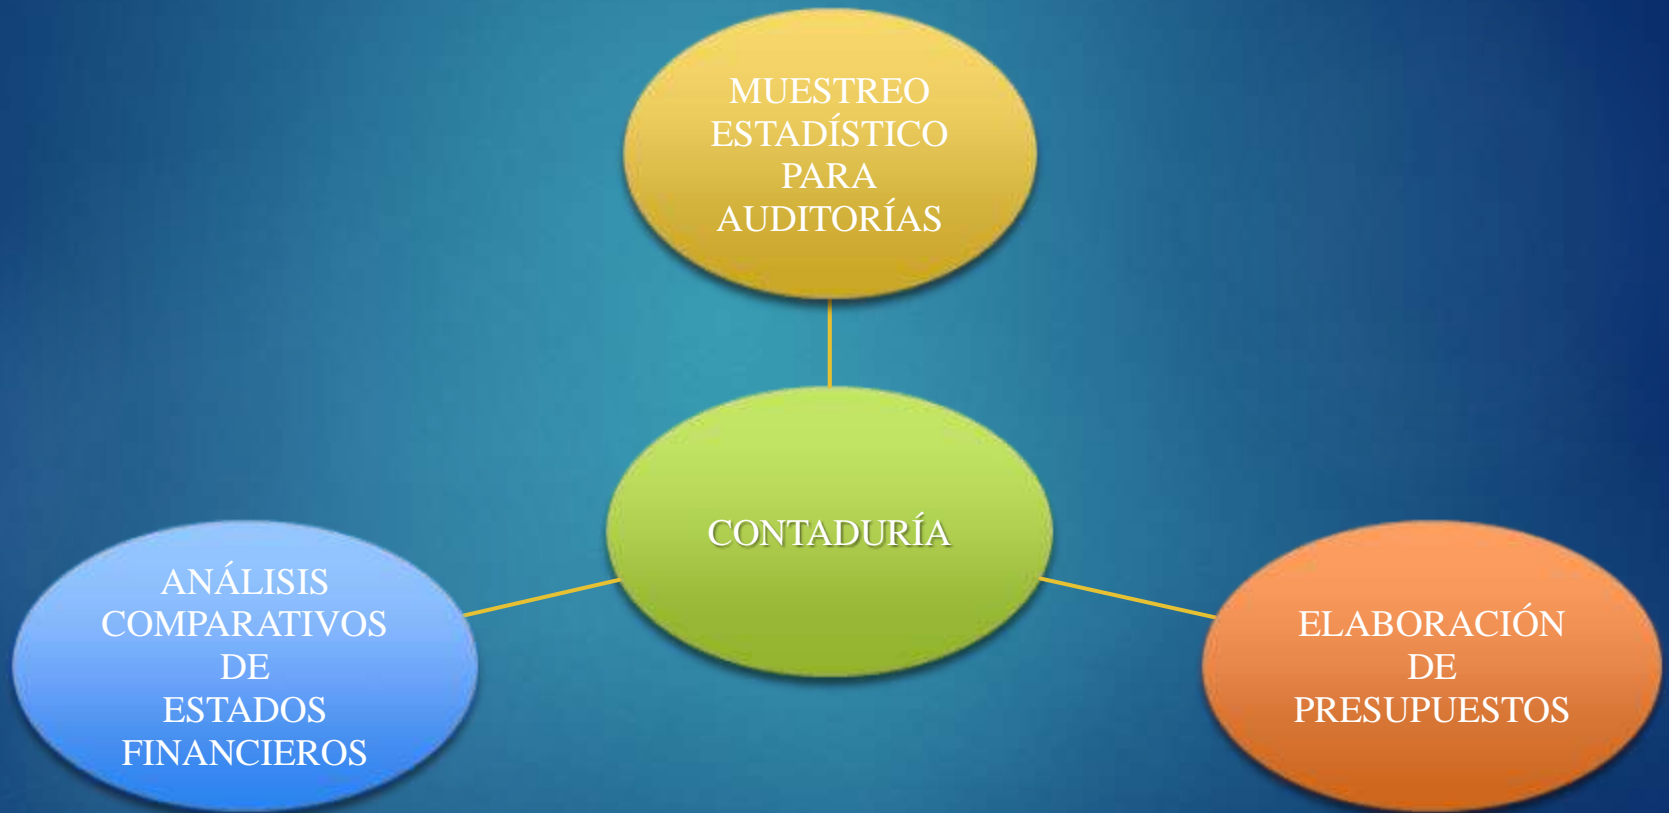 MUESTREO
ESTADÍSTICO
PARA
AUDITORÍAS
CONTADURÍA
ANÁLISIS
COMPARATIVOS
DE
ESTADOS
FINANCIEROS
ELABORACIÓN
DE
PRESUPUESTOS